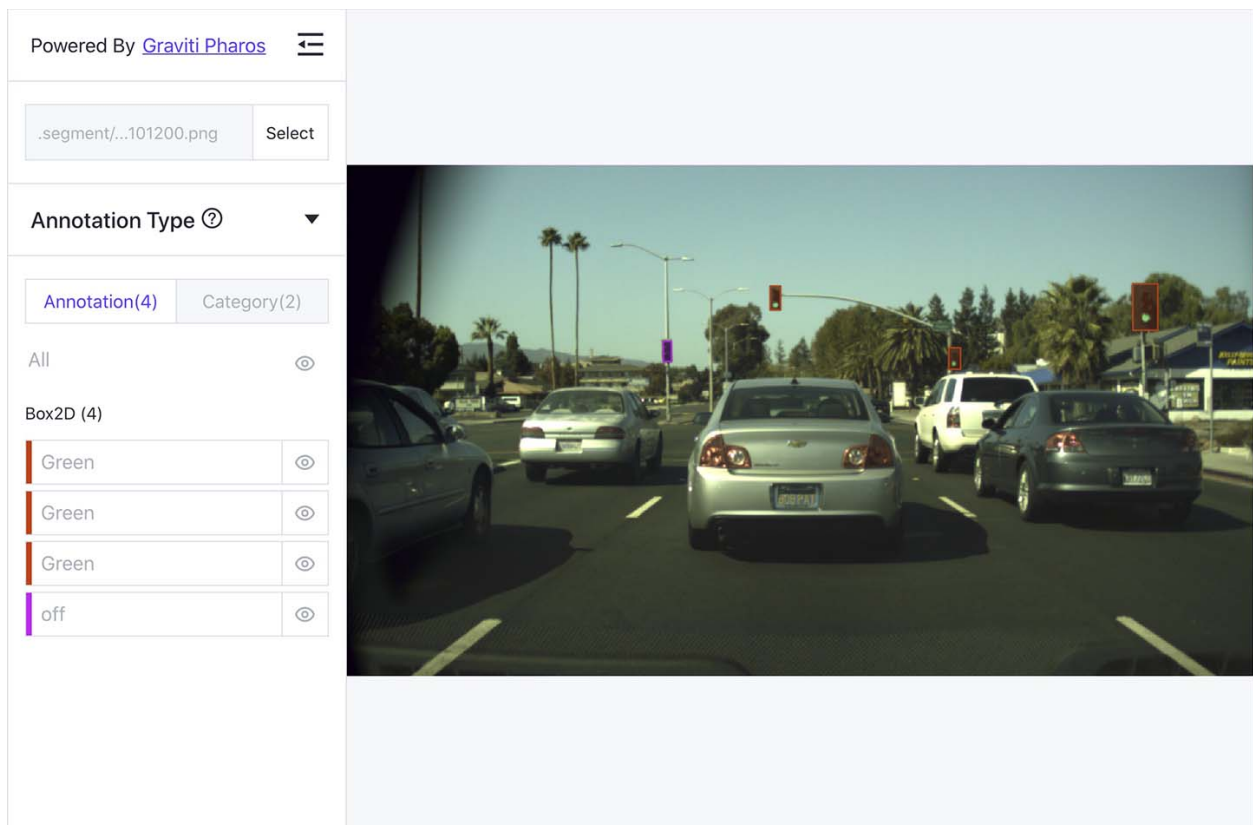 Powered By Graviti Pharos
.segment/...101200.png Select
Annotation Type ?
Annotation(4) Category(2)
All
Box2D (4)
Green
Green
Green
off